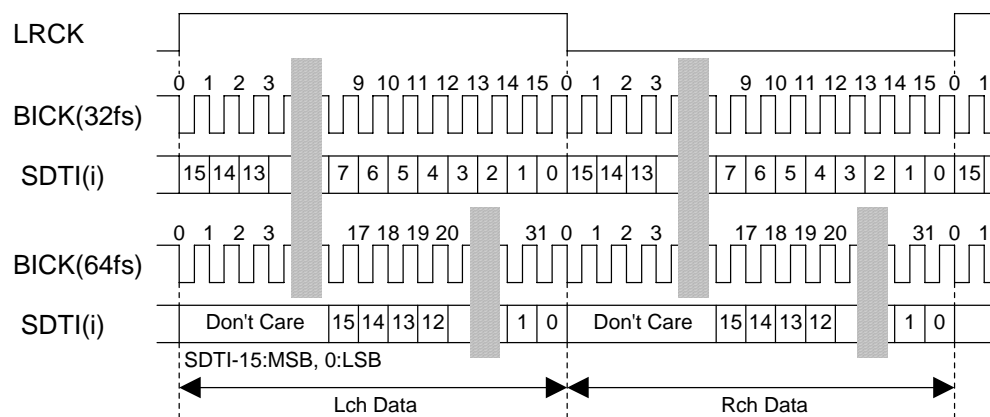 LRCK
0 1 2 3 9 10 11 12 13 14 15 0 1 2 3 9 10 11 12 13 14 15 0 1
BICK(32fs)
SDTI(i) 15 14 13 7 6 5 4 3 2 1 0 15 14 13 7 6 5 4 3 2 1 0 15
0 1 2 3 17 18 19 20 31 0 1 2 3 17 18 19 20 31 0 1
BICK(64fs)
SDTI(i) Don't Care 15 14 13 12 1 0 Don't Care 15 14 13 12 1 0
SDTI-15:MSB, 0:LSB
Lch Data Rch Data